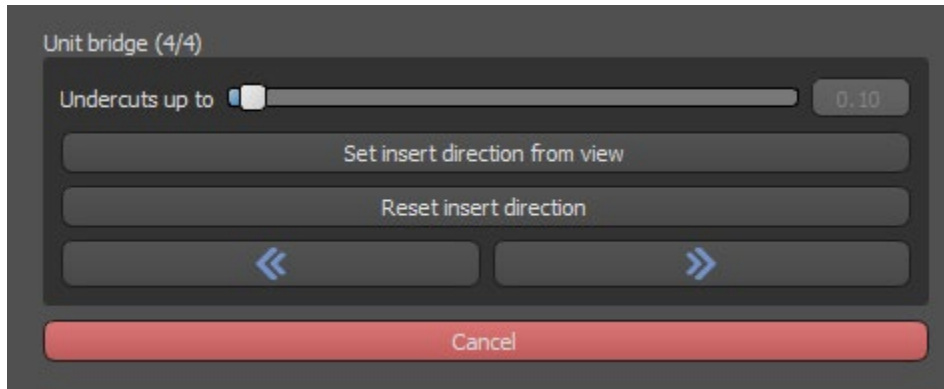 Unit bridge (4/4)
Undercuts up to 0.10
Set insert direction from view
Reset insert direction
Cancel